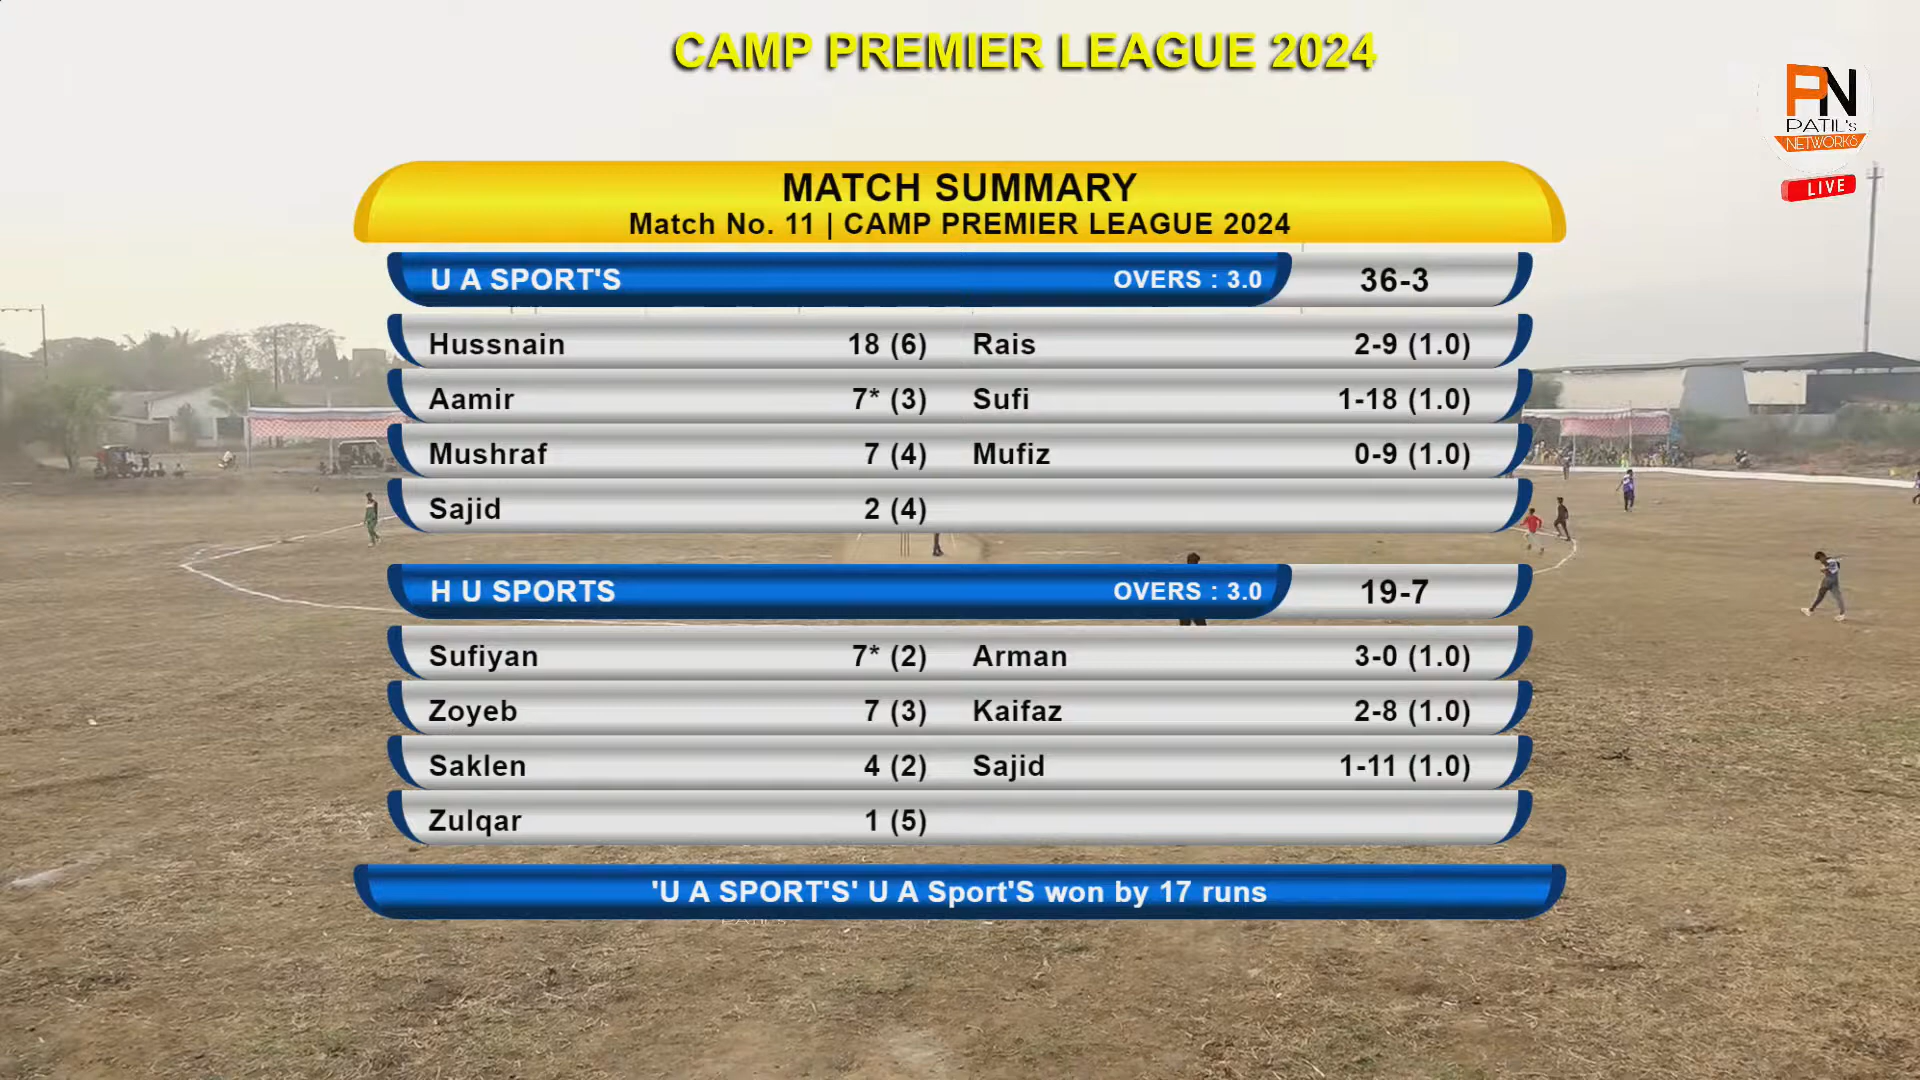 CAMP PREMIER LEAGUE 2024
PN
PATIL's
NETWORKS
LIVE
MATCH SUMMARY
Match No. 11 | CAMP PREMIER LEAGUE 2024
U A SPORT'S OVERS : 3.0 36-3
Hussnain 18 (6) Rais 2-9 (1.0)
Aamir 7* (3) Sufi 1-18 (1.0)
Mushraf 7 (4) Mufiz 0-9 (1.0)
Sajid 2 (4)
H U SPORTS OVERS : 3.0 19-7
Sufiyan 7* (2) Arman 3-0 (1.0)
Zoyeb 7 (3) Kaifaz 2-8 (1.0)
Saklen 4 (2) Sajid 1-11 (1.0)
Zulqar 1 (5)
'U A SPORT'S' U A Sport'S won by 17 runs